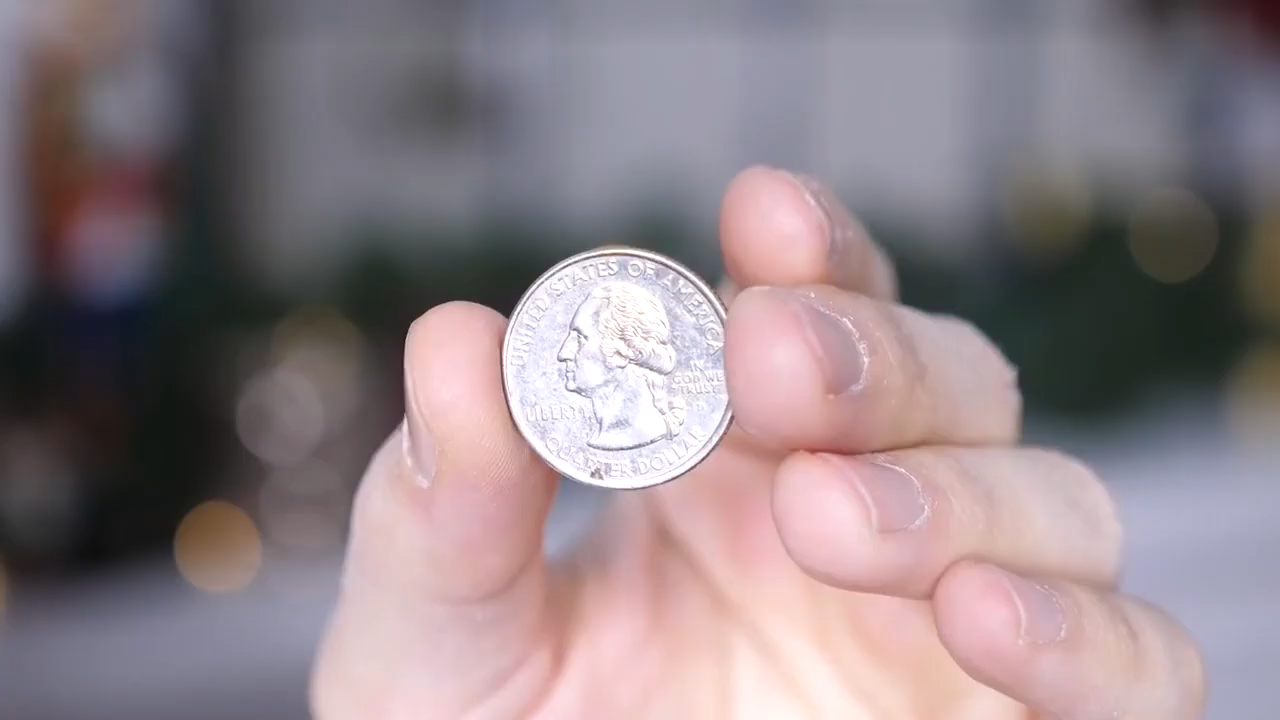 UNITED STATES OF AMERICA
LIBERTY
IN
GOD WE
TRUST
D
QUARTER DOLLAR